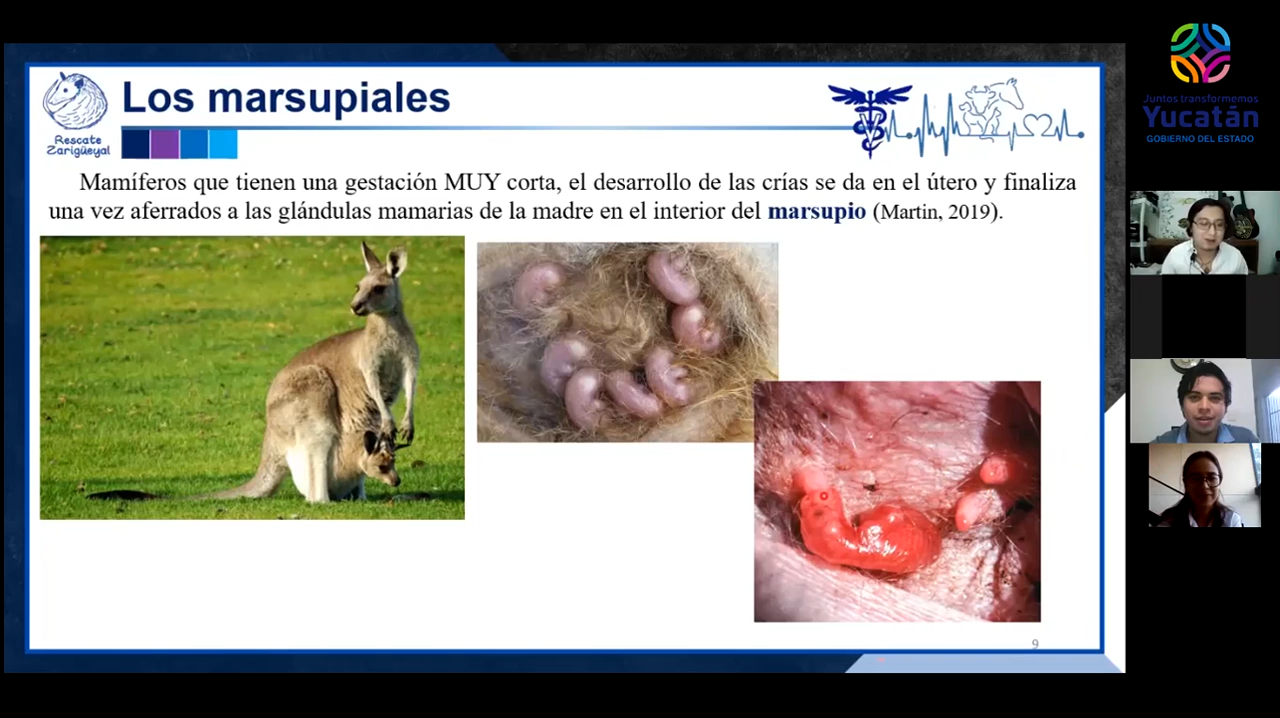 Los marsupiales
Rescate
Zarigüeyal
Mamíferos que tienen una gestación MUY corta, el desarrollo de las crías se da en el útero y finaliza
una vez aferrados a las glándulas mamarias de la madre en el interior del marsupio (Martin, 2019).
9
Juntos transformemos
Yucatán
GOBIERNO DEL ESTADO